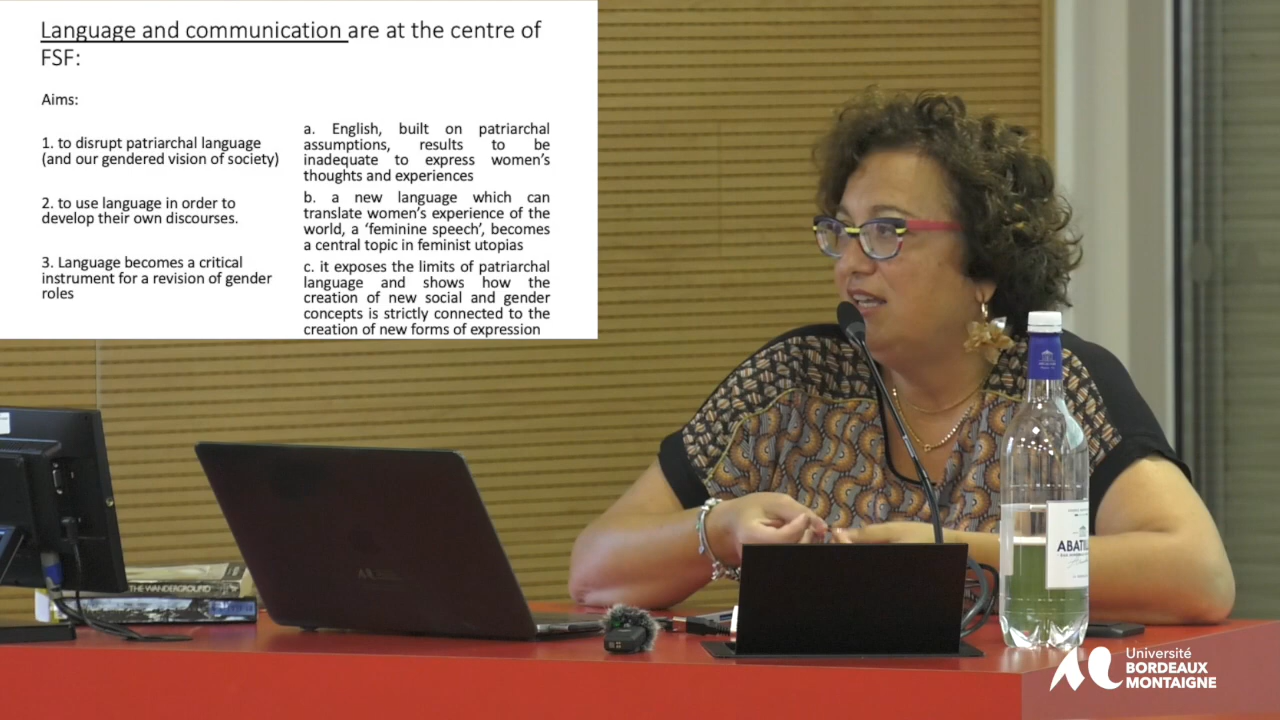 Language and communication are at the centre of
FSF:
Aims:
1. to disrupt patriarchal language
(and our gendered vision of society)
2. to use language in order to
develop their own discourses.
3. Language becomes a critical
instrument for a revision of gender
roles
a. English, built on patriarchal
assumptions, results to be
inadequate to express women's
thoughts and experiences
b. a new language which can
translate women's experience of the
world, a 'feminine speech', becomes
a central topic in feminist utopias
c. it exposes the limits of patriarchal
language and shows how the
creation of new social and gender
concepts is strictly connected to the
creation of new forms of expression
THE WANDERGROUND
ABATIL
Université
BORDEAUX
MONTAIGNE